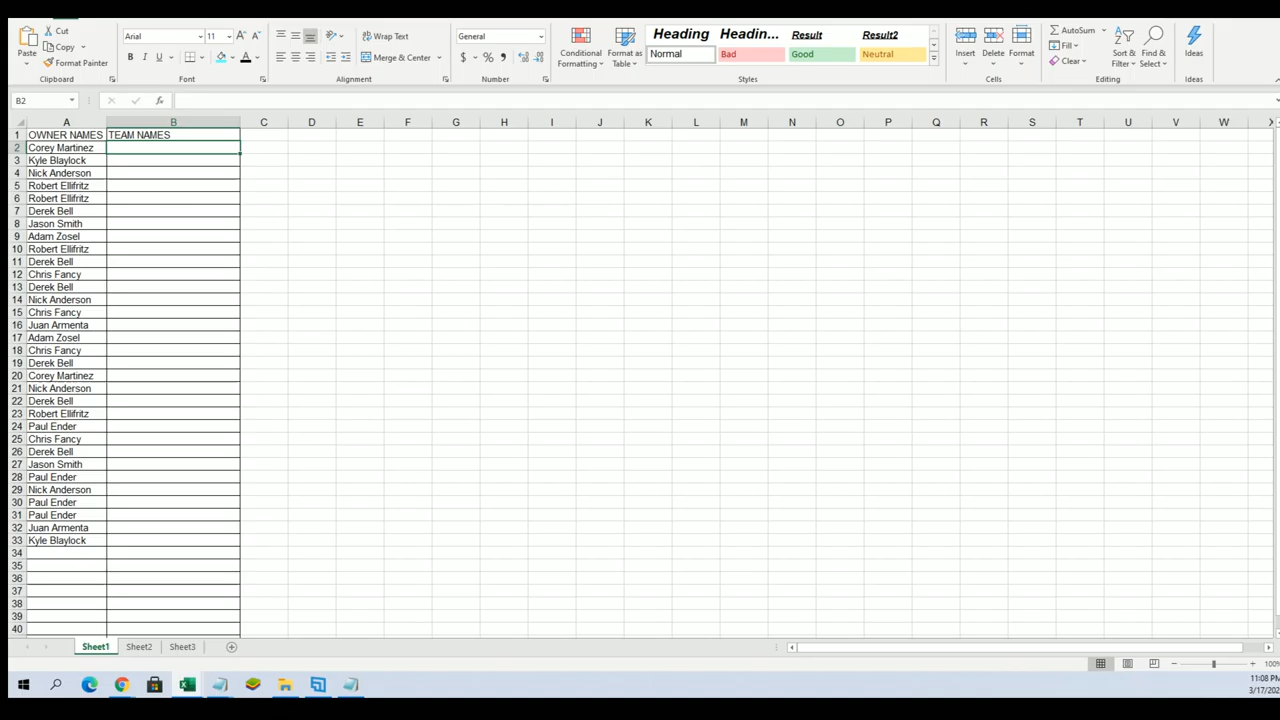 Cut
Copy
Format Painter
Paste
Clipboard
Arial 11
B I U
Font
Wrap Text
Merge & Center
Alignment
General
$ % ,
Number
Conditional Formatting
Format as Table
Heading Headin... Result Result2
Normal Bad Good Neutral
Styles
Insert Delete Format
Cells
AutoSum
Fill
Clear
Sort & Filter
Find & Select
Editing
Ideas
Ideas
B2 fx
A B C D E F G H I J K L M N O P Q R S T U V W X
1 OWNER NAMES TEAM NAMES
2 Corey Martinez
3 Kyle Blaylock
4 Nick Anderson
5 Robert Ellifritz
6 Robert Ellifritz
7 Derek Bell
8 Jason Smith
9 Adam Zosel
10 Robert Ellifritz
11 Derek Bell
12 Chris Fancy
13 Derek Bell
14 Nick Anderson
15 Chris Fancy
16 Juan Armenta
17 Adam Zosel
18 Chris Fancy
19 Derek Bell
20 Corey Martinez
21 Nick Anderson
22 Derek Bell
23 Robert Ellifritz
24 Paul Ender
25 Chris Fancy
26 Derek Bell
27 Jason Smith
28 Paul Ender
29 Nick Anderson
30 Paul Ender
31 Paul Ender
32 Juan Armenta
33 Kyle Blaylock
34
35
36
37
38
39
40
Sheet1 Sheet2 Sheet3
100%
11:08 PM
3/17/202